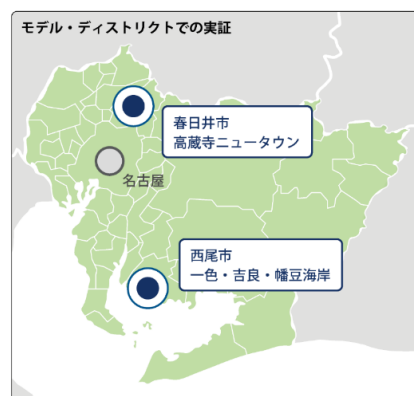 モデル・ディストリクトでの実証
春日井市
高蔵寺ニュータウン
名古屋
西尾市
一色・吉良・幡豆海岸